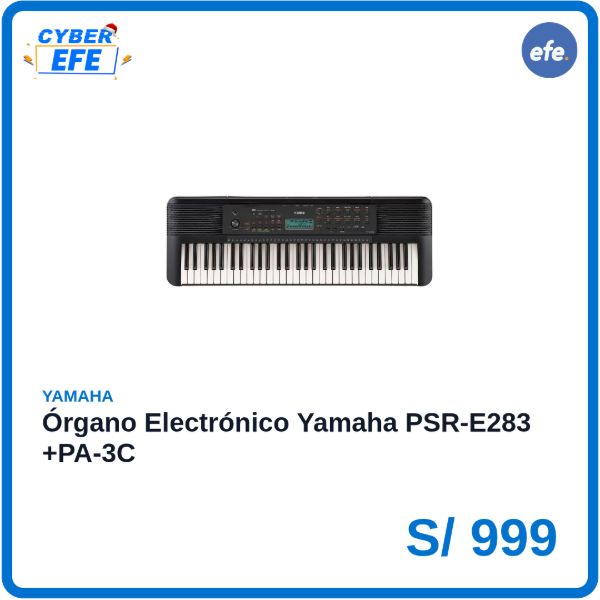 CYBER
EFE
efe.
YAMAHA
Órgano Electrónico Yamaha PSR-E283
+PA-3C
S/ 999